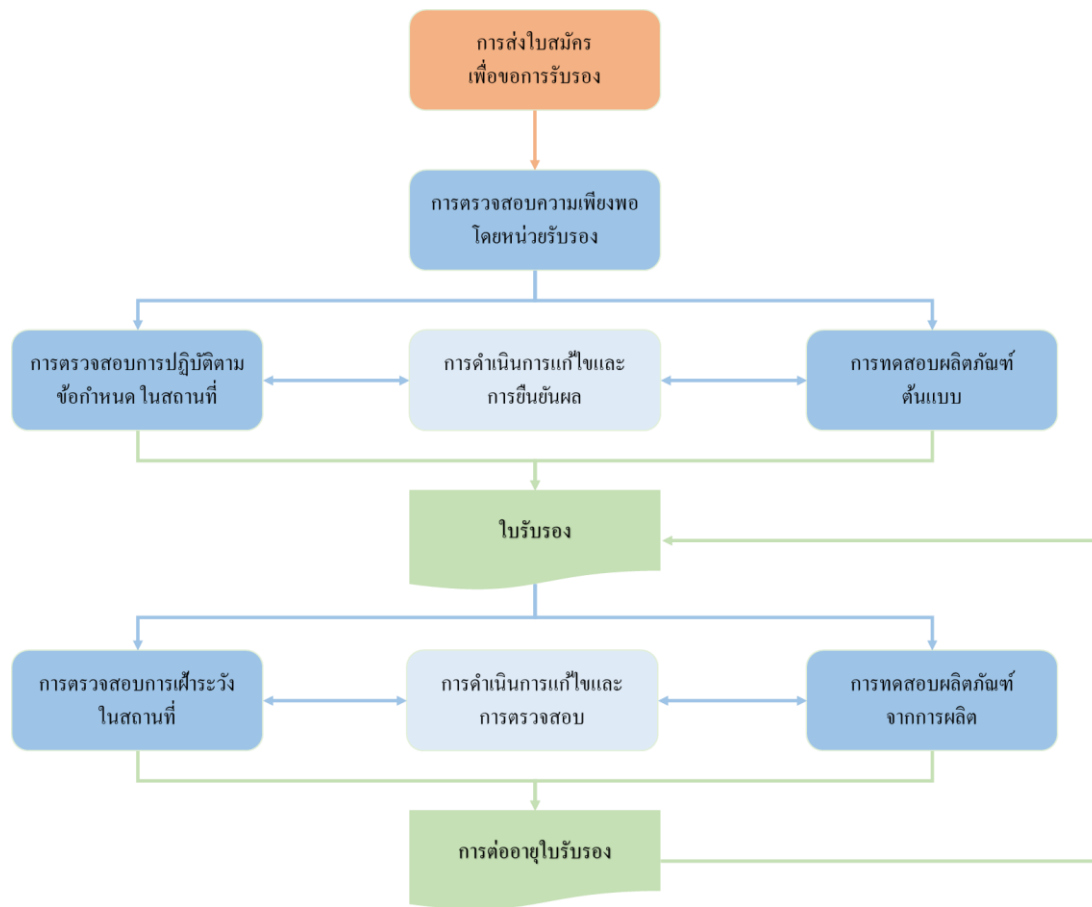 การส่งใบสมัคร
เพื่อขอการรับรอง
การตรวจสอบความเพียงพอ
โดยหน่วยรับรอง
การตรวจสอบการปฏิบัติตาม
ข้อกำหนด ในสถานที่
การดำเนินการแก้ไขและ
การยืนยันผล
การทดสอบผลิตภัณฑ์
ต้นแบบ
ใบรับรอง
การตรวจสอบการเฝ้าระวัง
ในสถานที่
การดำเนินการแก้ไขและ
การตรวจสอบ
การทดสอบผลิตภัณฑ์
จากการผลิต
การต่ออายุใบรับรอง